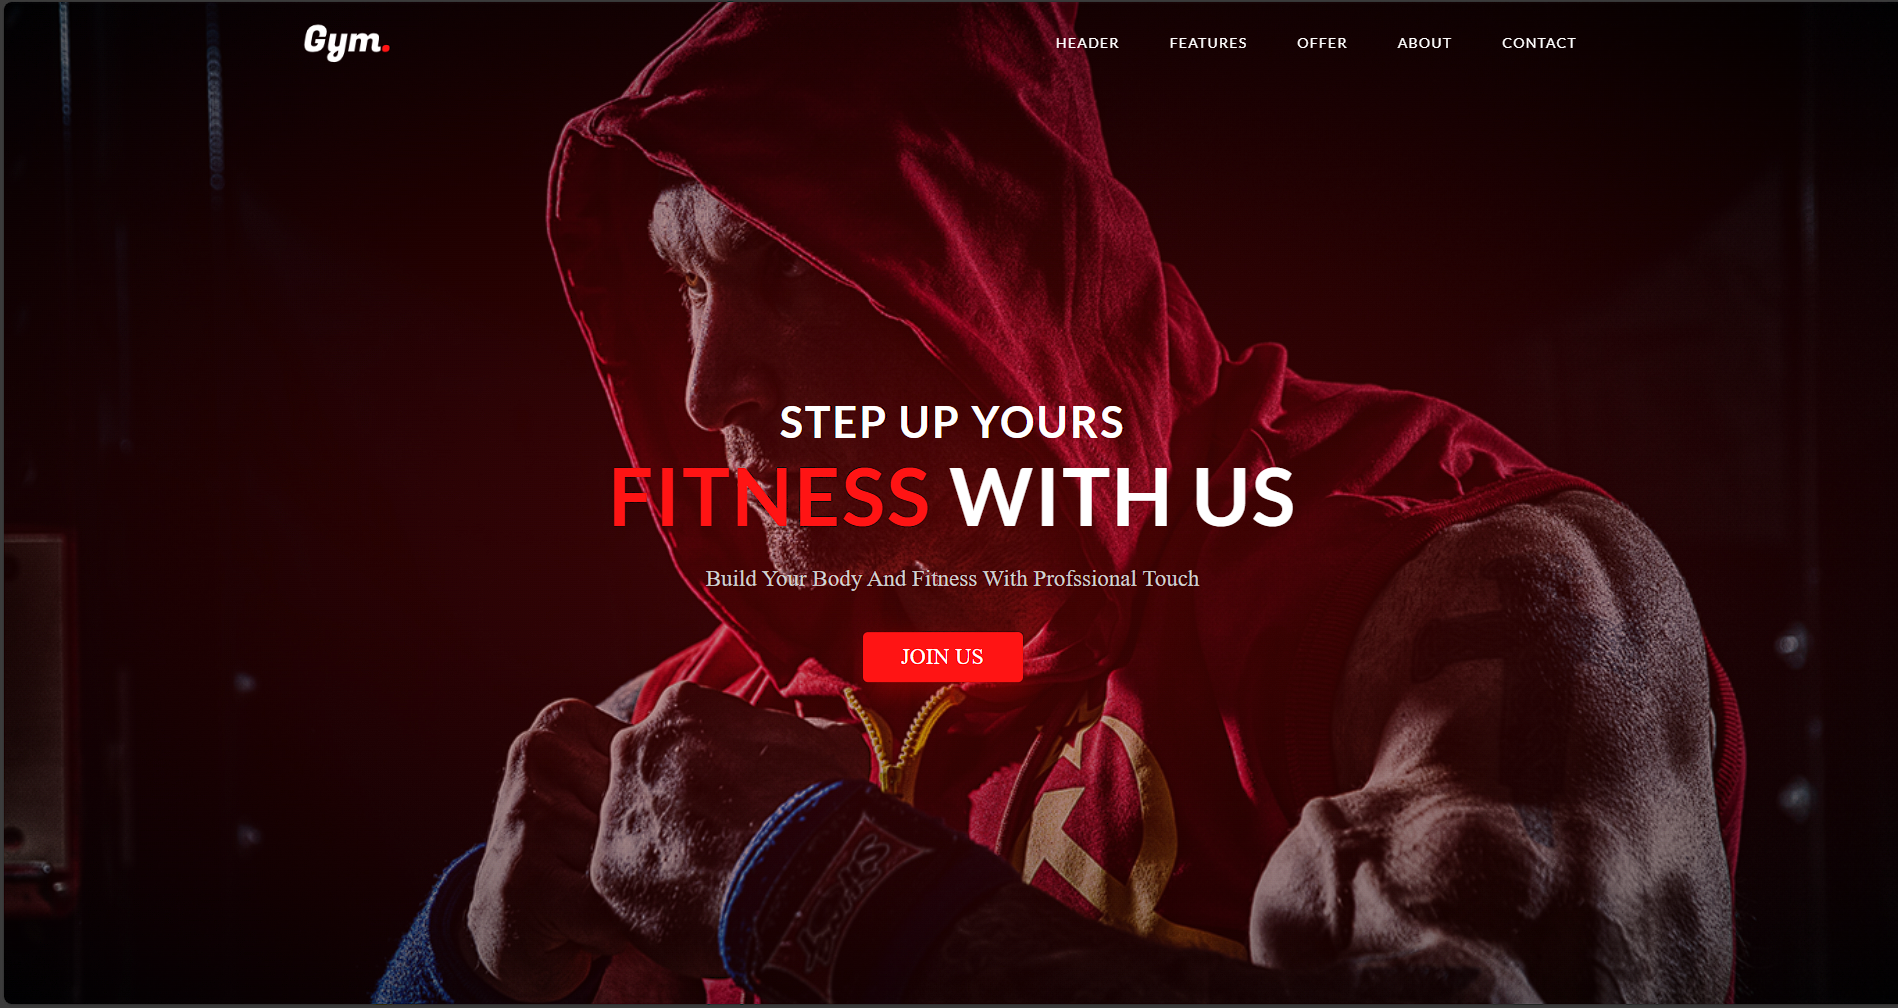 Gym.
HEADER FEATURES OFFER ABOUT CONTACT
STEP UP YOURS
FITNESS WITH US
Build Your Body And Fitness With Profssional Touch
JOIN US